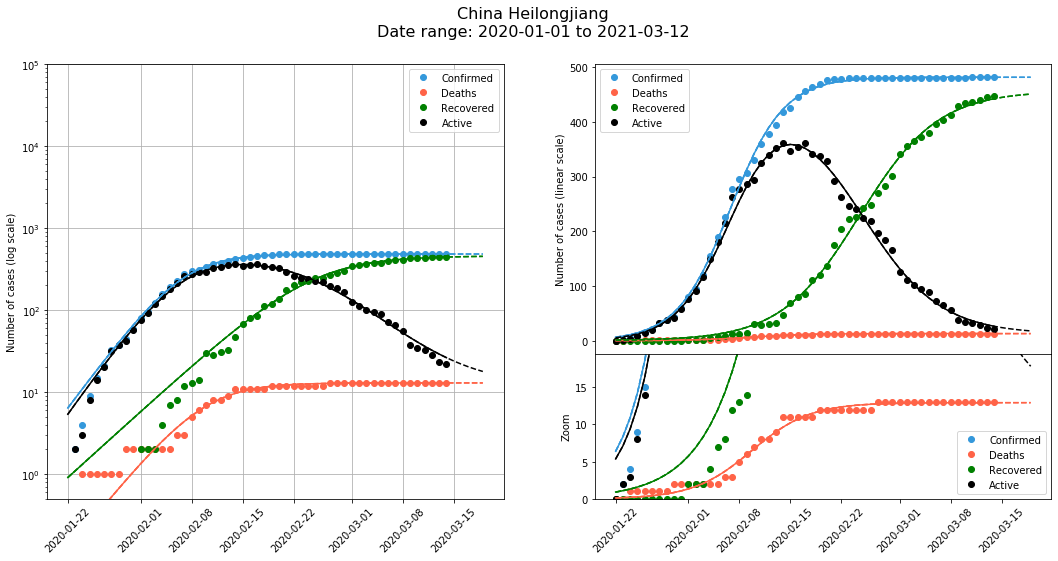 China Heilongjiang
Date range: 2020-01-01 to 2021-03-12
Number of cases (log scale)
10^5
10^4
10^3
10^2
10^1
10^0
Confirmed
Deaths
Recovered
Active
2020-01-22
2020-02-01
2020-02-08
2020-02-15
2020-02-22
2020-03-01
2020-03-08
2020-03-15
Number of cases (linear scale)
500
400
300
200
100
0
Confirmed
Deaths
Recovered
Active
Zoom
15
10
5
0
Confirmed
Deaths
Recovered
Active
2020-01-22
2020-02-01
2020-02-08
2020-02-15
2020-02-22
2020-03-01
2020-03-08
2020-03-15